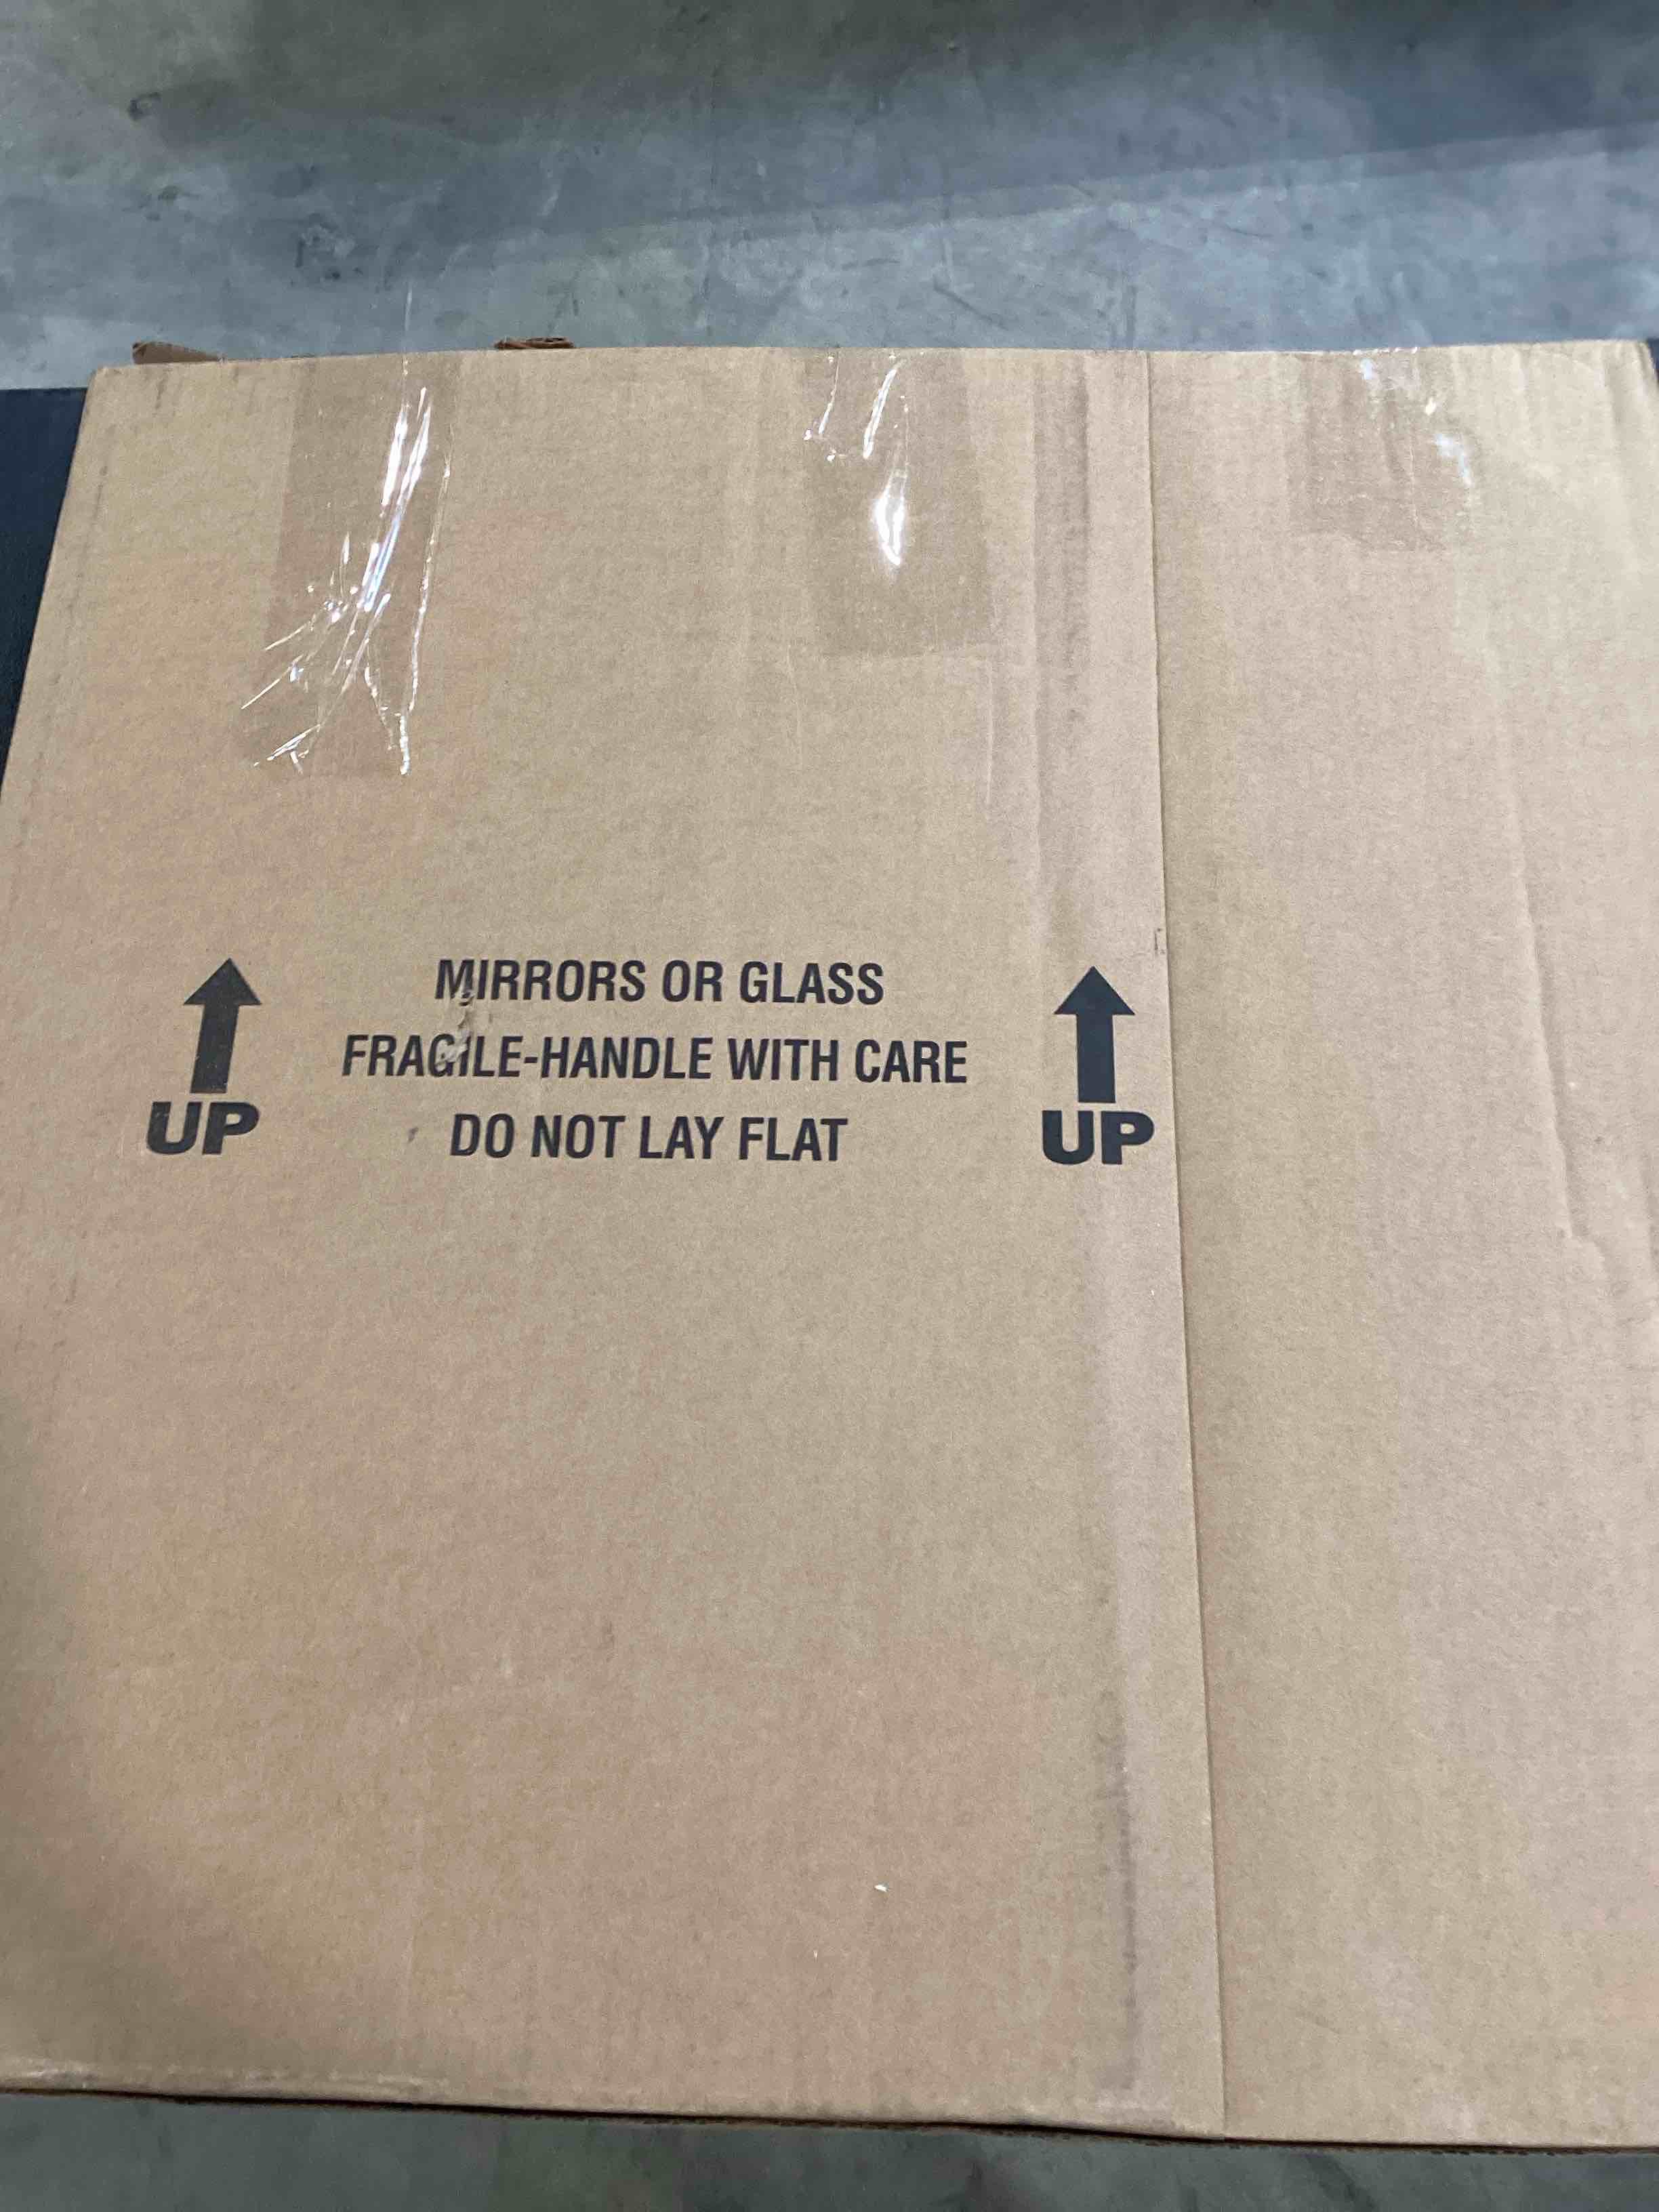 MIRRORS OR GLASS
FRAGILE-HANDLE WITH CARE
DO NOT LAY FLAT
UP
UP